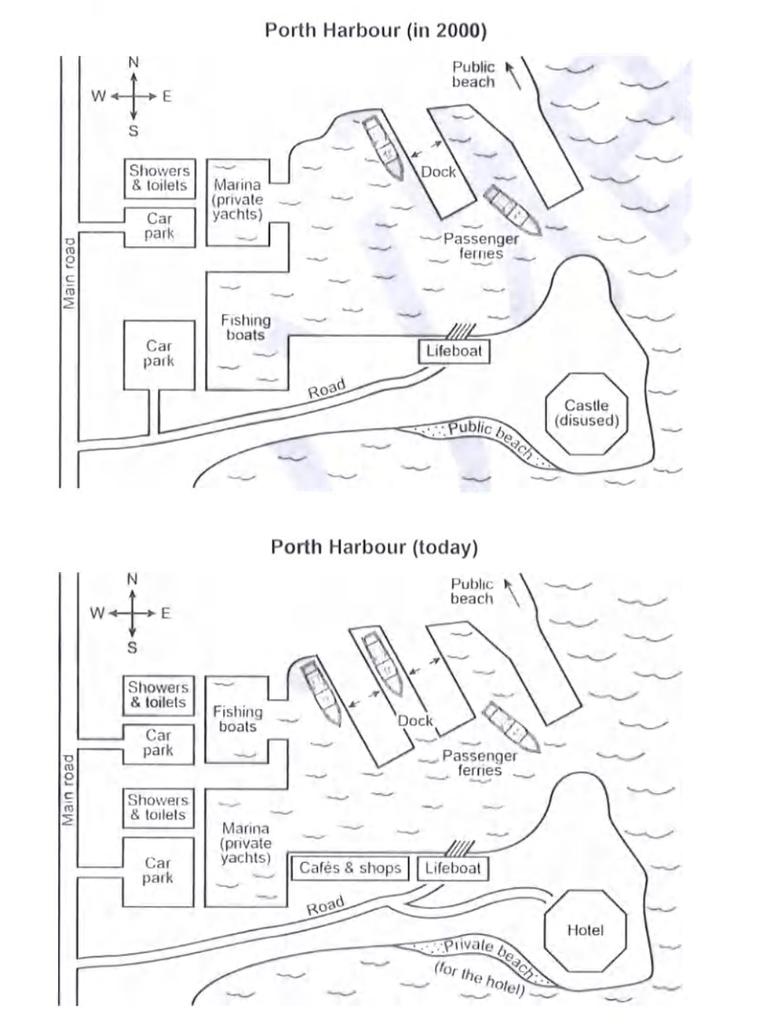 Porth Harbour (in 2000)
N
W
E
S
Public
beach
Showers
& toilets
Marina
(private
yachts)
Dock
Car
park
Passenger
ferries
Main road
Fishing
boats
Car
park
Lifeboat
Road
Castle
(disused)
Public beach
Porth Harbour (today)
N
W
E
S
Public
beach
Showers
& toilets
Fishing
boats
Dock
Car
park
Passenger
ferries
Main road
Showers
& toilets
Marina
(private
yachts)
Car
park
Cafés & shops
Lifeboat
Road
Hotel
Private beach
(for the hotel)